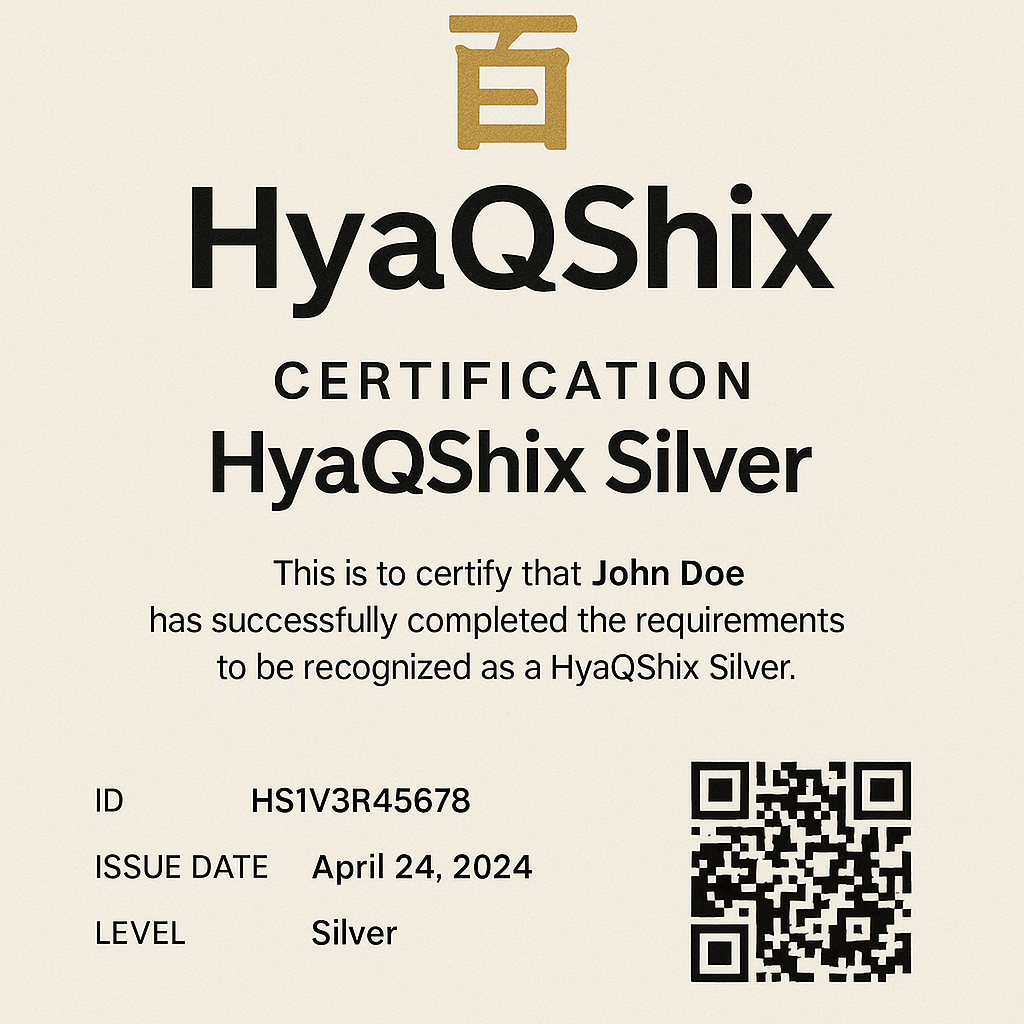 百
HyaQShix
CERTIFICATION
HyaQShix Silver
This is to certify that John Doe
has successfully completed the requirements
to be recognized as a HyaQShix Silver.
ID HS1V3R45678
ISSUE DATE April 24, 2024
LEVEL Silver